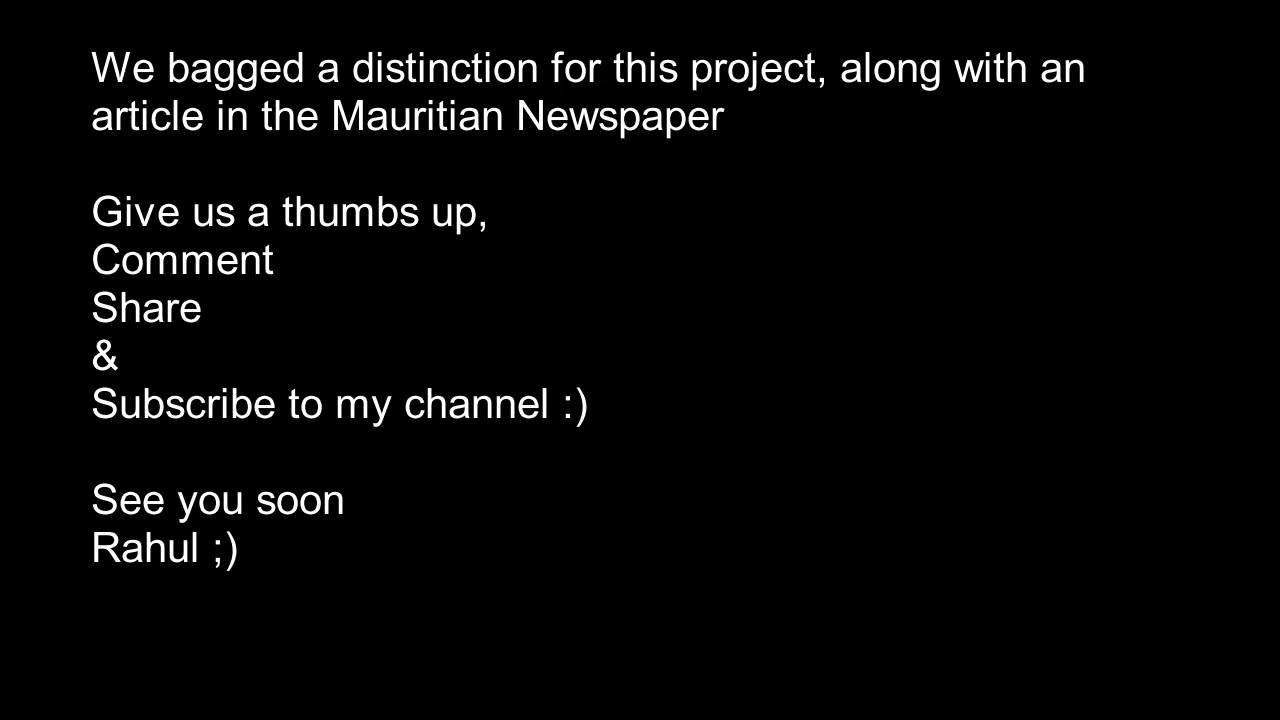 We bagged a distinction for this project, along with an
article in the Mauritian Newspaper
Give us a thumbs up,
Comment
Share
&
Subscribe to my channel :)
See you soon
Rahul ;)